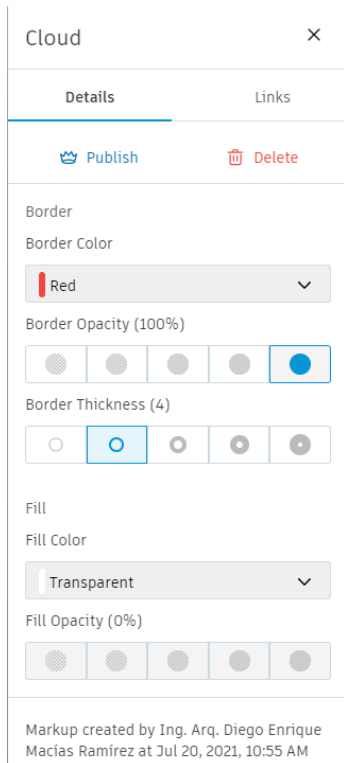 Cloud
Details Links
Publish Delete
Border
Border Color
Red
Border Opacity (100%)
Border Thickness (4)
Fill
Fill Color
Transparent
Fill Opacity (0%)
Markup created by Ing. Arq. Diego Enrique
Macías Ramírez at Jul 20, 2021, 10:55 AM